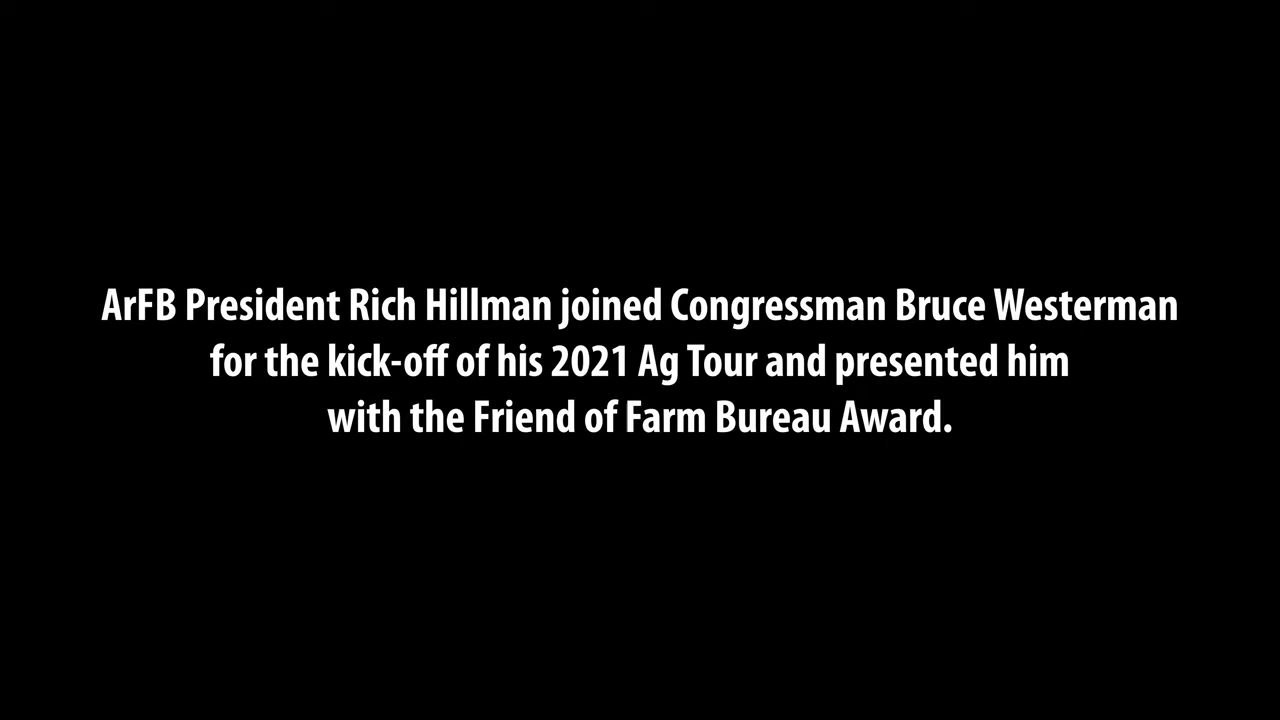 ArFB President Rich Hillman joined Congressman Bruce Westerman
for the kick-off of his 2021 Ag Tour and presented him
with the Friend of Farm Bureau Award.